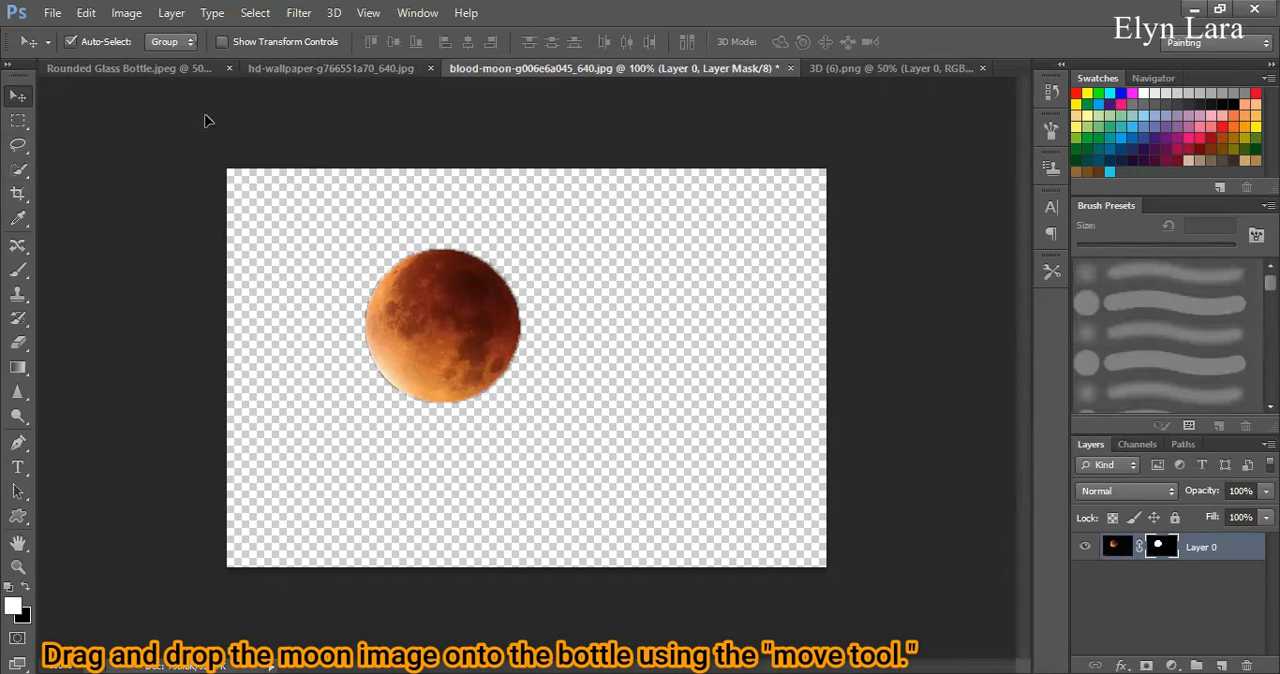 Ps File Edit Image Layer Type Select Filter 3D View Window Help
Elyn Lara
Auto-Select: Group Show Transform Controls 3D Mode: Painting
Rounded Glass Bottle.jpeg @ 50... × hd-wallpaper-g766551a70_640.jpg × blood-moon-g006e6a045_640.jpg @ 100% (Layer 0, Layer Mask/8) * × 3D (6).png @ 50% (Layer 0, RGB... ×
Swatches Navigator
Brush Presets
Size:
Layers Channels Paths
Kind
Normal Opacity: 100%
Lock: Fill: 100%
Layer 0
Drag and drop the moon image onto the bottle using the "move tool."